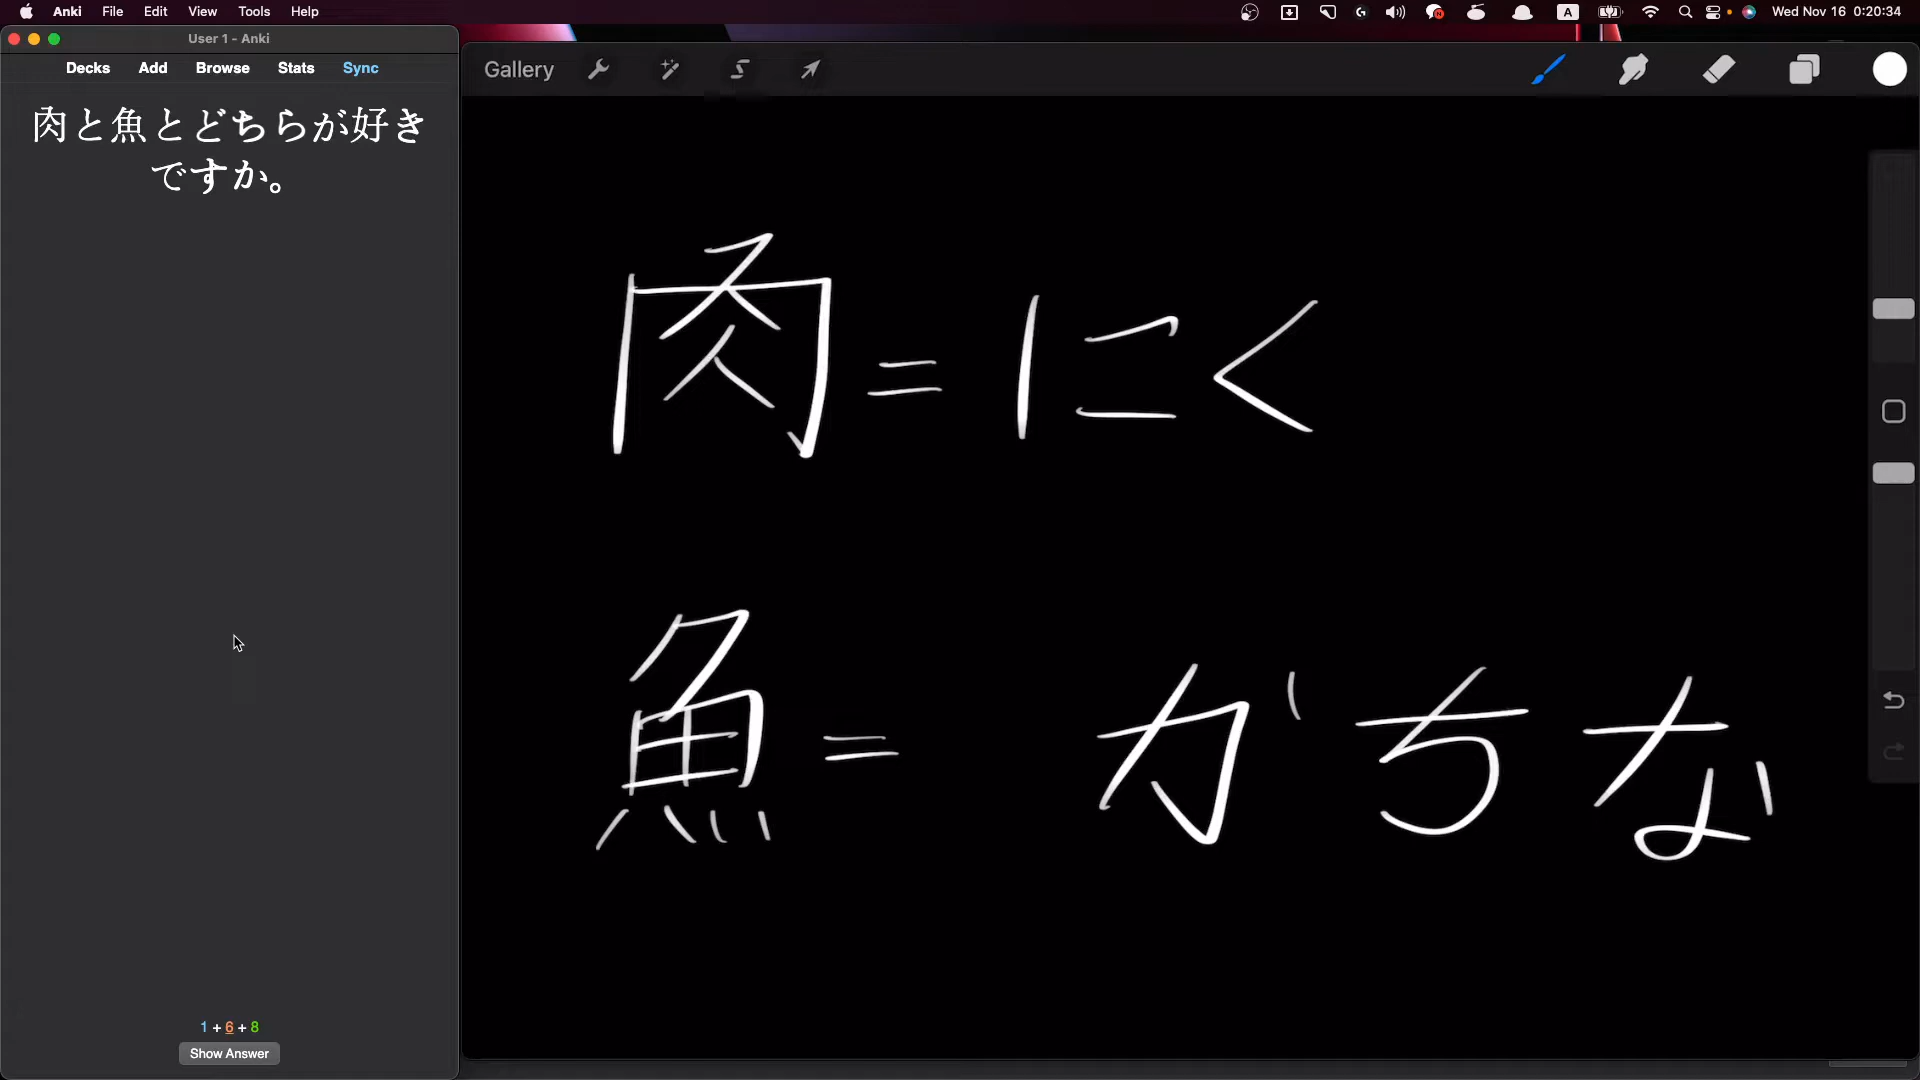 Anki File Edit View Tools Help A Wed Nov 16 0:20:34
User 1 - Anki
Decks Add Browse Stats Sync
肉と魚とどちらが好き
ですか。
1 + 6 + 8
Show Answer
Gallery
肉 = にく
魚 = かちな